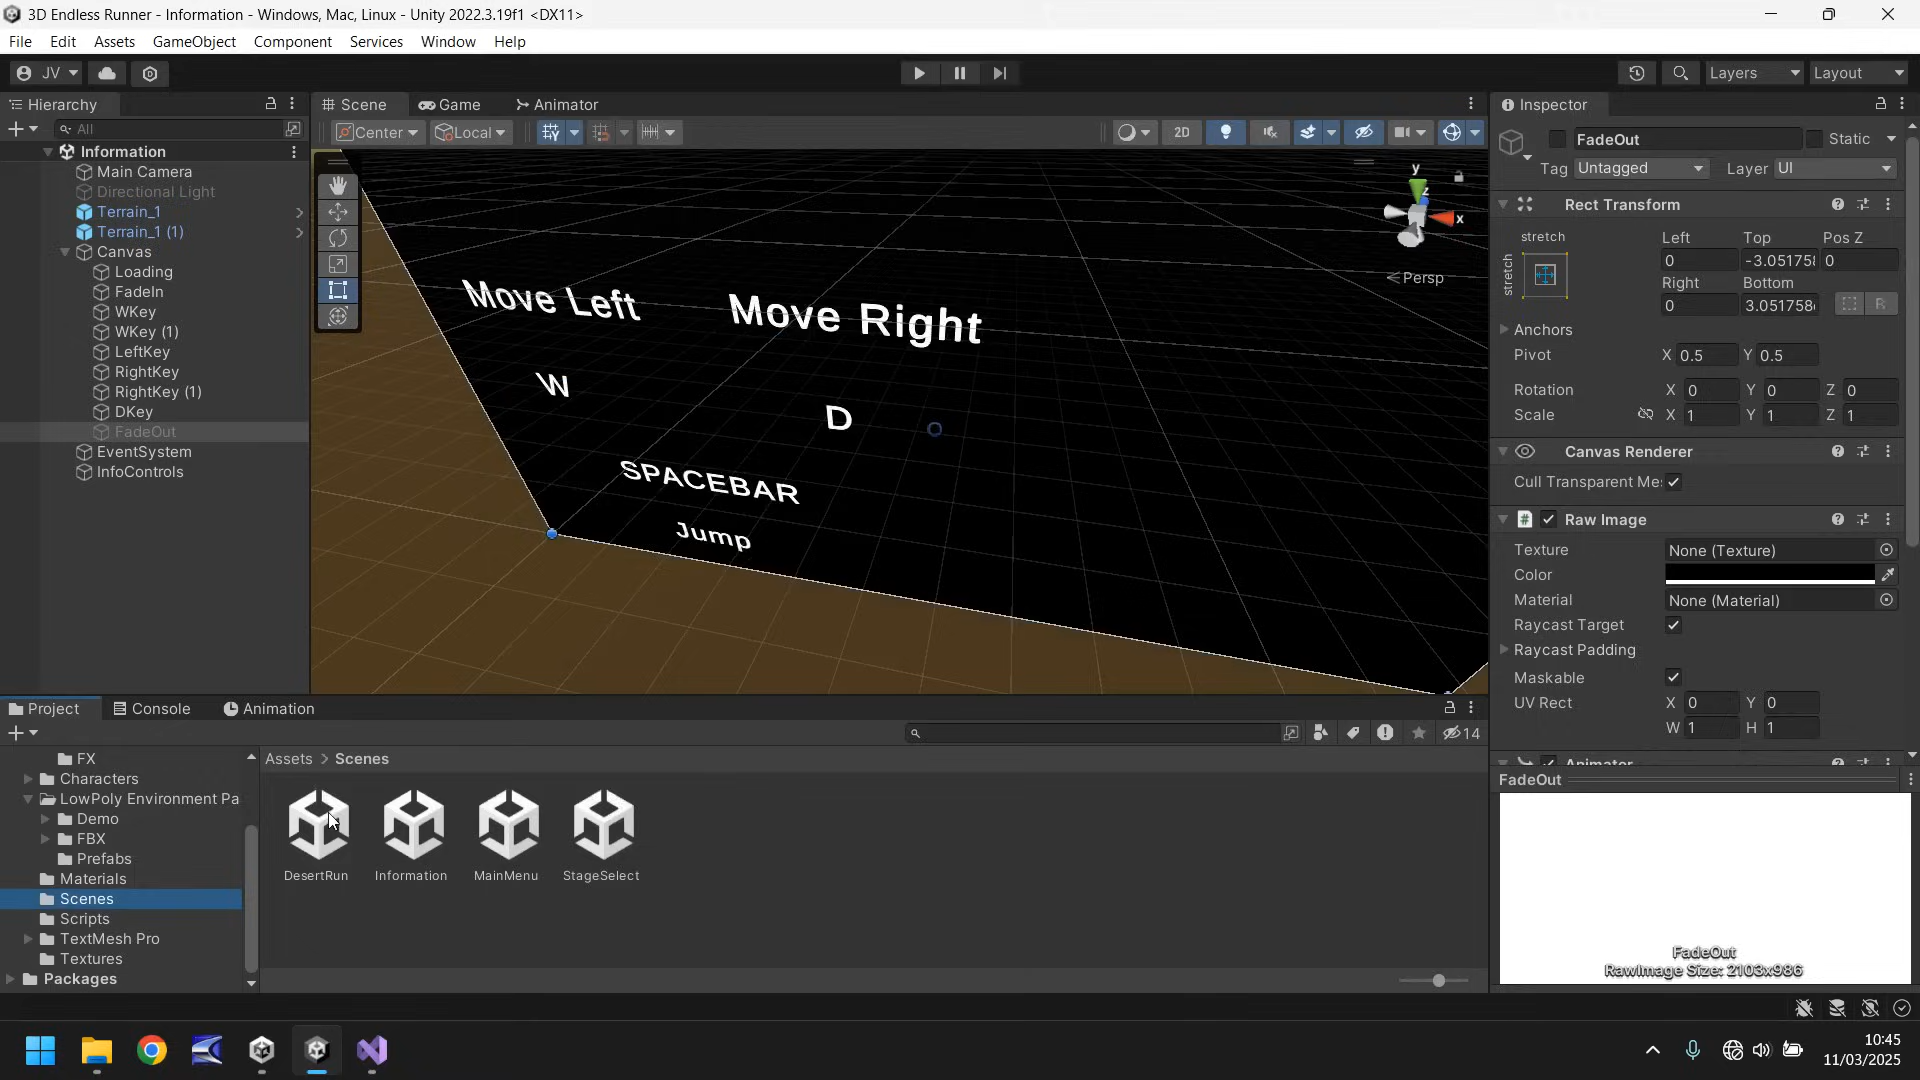 3D Endless Runner - Information - Windows, Mac, Linux - Unity 2022.3.19f1 <DX11>
File Edit Assets GameObject Component Services Window Help
JV Layers Layout
Hierarchy
All
Information
Main Camera
Directional Light
Terrain_1
Terrain_1 (1)
Canvas
Loading
FadeIn
WKey
WKey (1)
LeftKey
RightKey
RightKey (1)
DKey
FadeOut
EventSystem
InfoControls
Scene Game Animator
Center Local 2D
y
z
x
Persp
Move Left Move Right
W D
SPACEBAR
Jump
Inspector
FadeOut Static
Tag Untagged Layer UI
Rect Transform
stretch Left Top Pos Z
stretch 0 -3.05175 0
Right Bottom
0 3.051758 R
Anchors
Pivot X 0.5 Y 0.5
Rotation X 0 Y 0 Z 0
Scale X 1 Y 1 Z 1
Canvas Renderer
Cull Transparent Me
Raw Image
Texture None (Texture)
Color
Material None (Material)
Raycast Target
Raycast Padding
Maskable
UV Rect X 0 Y 0
W 1 H 1
Animator
FadeOut
FadeOut
RawImage Size: 2103x986
Project Console Animation
14
FX
Characters
LowPoly Environment Pa
Demo
FBX
Prefabs
Materials
Scenes
Scripts
TextMesh Pro
Textures
Packages
Assets > Scenes
DesertRun Information MainMenu StageSelect
10:45
11/03/2025